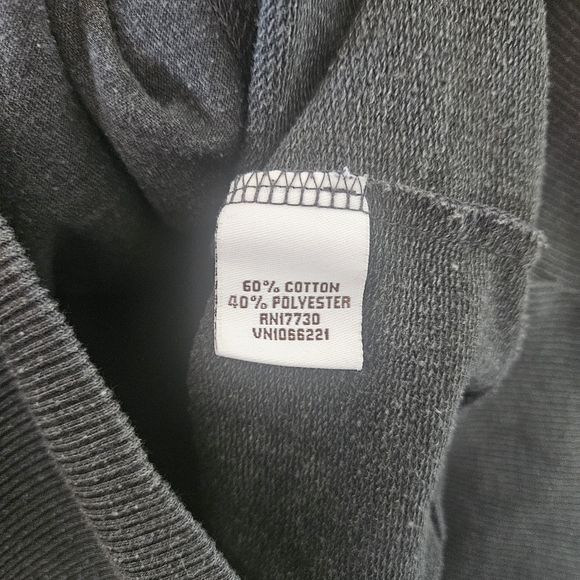 60% COTTON
40% POLYESTER
RN17730
VN1066221